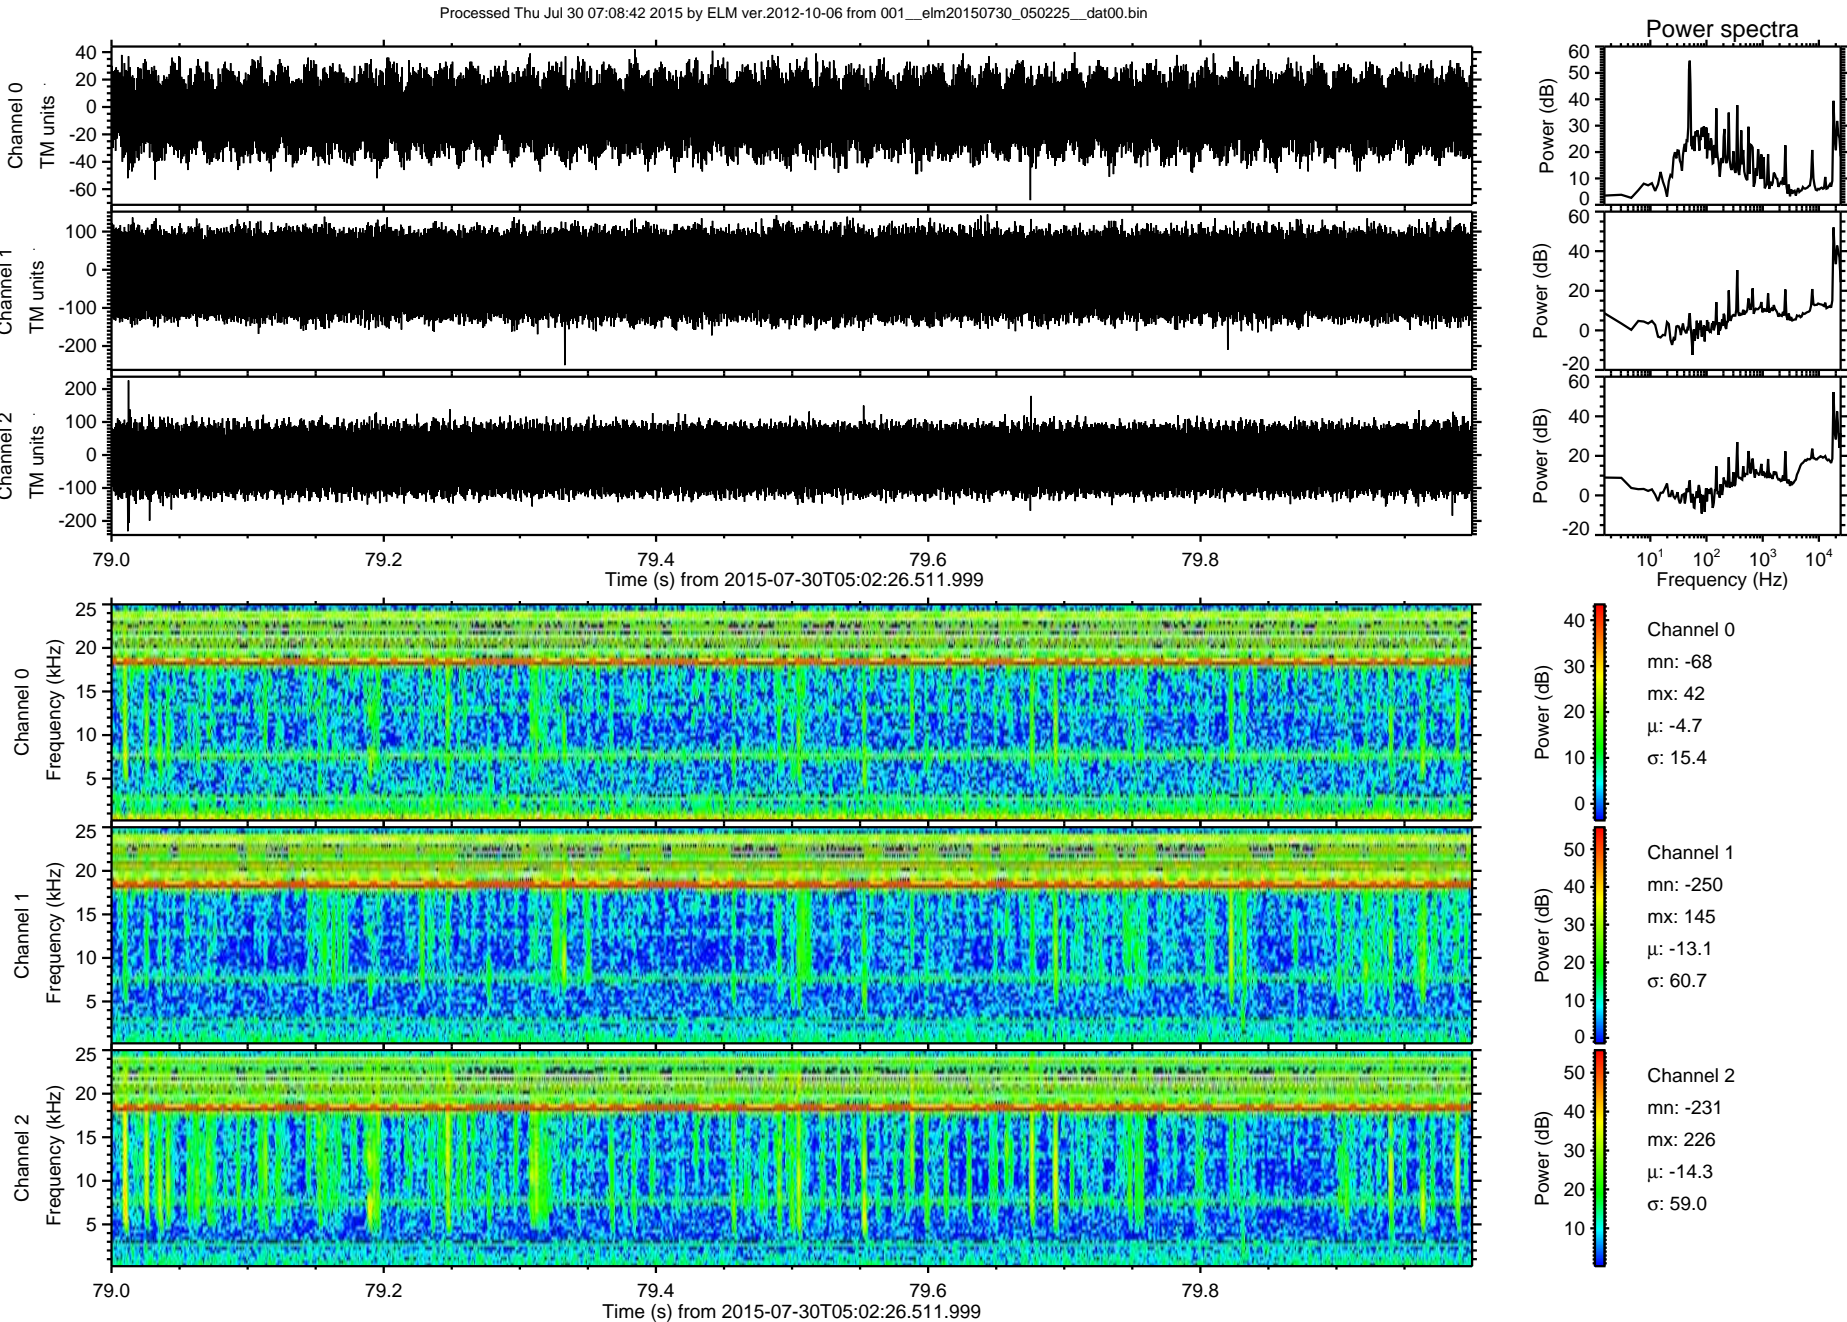 Processed Thu Jul 30 07:08:42 2015 by ELM ver.2012-10-06 from 001__elm20150730_050225__dat00.bin
Power spectra
Channel 0
TM units
40
20
0
-20
-40
-60
Power (dB)
60
50
40
30
20
10
0
Channel 1
TM units
100
0
-100
-200
Power (dB)
60
40
20
0
-20
Channel 2
TM units
200
100
0
-100
-200
Power (dB)
60
40
20
0
-20
79.0 79.2 79.4 79.6 79.8
Time (s) from 2015-07-30T05:02:26.511.999
10^1 10^2 10^3 10^4
Frequency (Hz)
Channel 0
Frequency (kHz)
25
20
15
10
5
Power (dB)
40
30
20
10
0
Channel 0
mn: -68
mx: 42
μ: -4.7
σ: 15.4
Channel 1
Frequency (kHz)
25
20
15
10
5
Power (dB)
50
40
30
20
10
0
Channel 1
mn: -250
mx: 145
μ: -13.1
σ: 60.7
Channel 2
Frequency (kHz)
25
20
15
10
5
Power (dB)
50
40
30
20
10
Channel 2
mn: -231
mx: 226
μ: -14.3
σ: 59.0
79.0 79.2 79.4 79.6 79.8
Time (s) from 2015-07-30T05:02:26.511.999